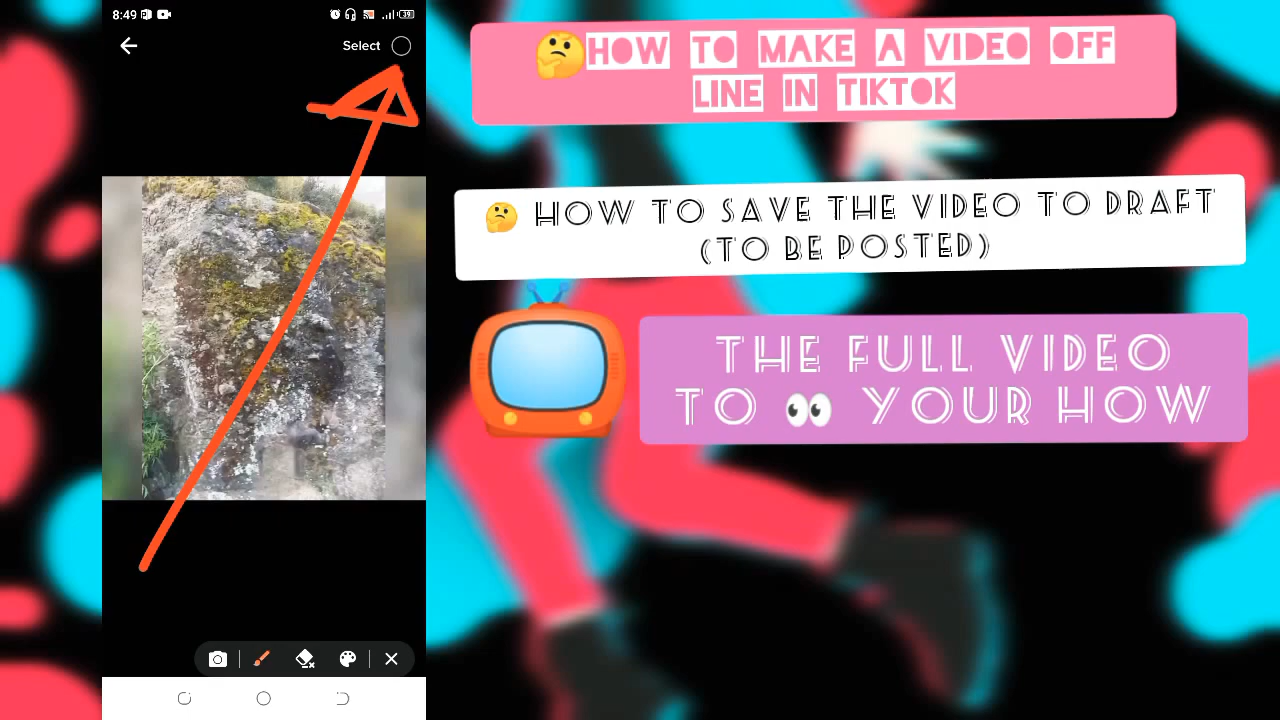 8:49
39
Select
🤔HOW TO MAKE A VIDEO OFF
LINE IN TIKTOK
🤔 HOW TO SAVE THE VIDEO TO DRAFT
(TO BE POSTED)
THE FULL VIDEO
TO 👀 YOUR HOW